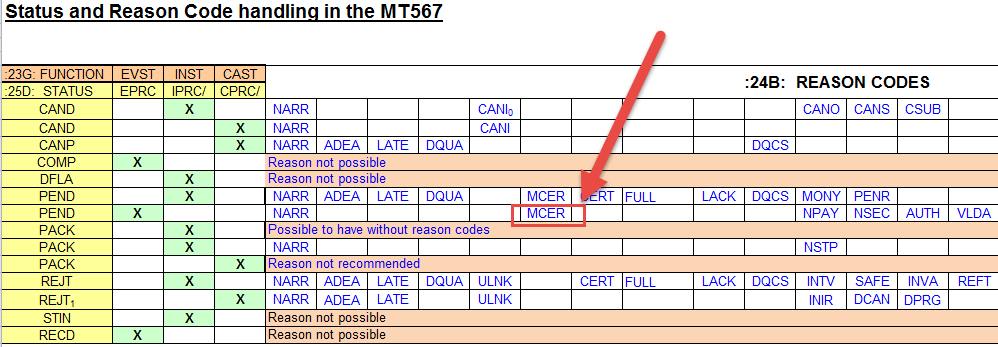 Status and Reason Code handling in the MT567
:23G: FUNCTION EVST INST CAST :24B: REASON CODES
:25D: STATUS EPRC IPRC/ CPRC/
CAND X NARR CANI0 CANO CANS CSUB
CAND X NARR CANI
CANP X NARR ADEA LATE DQUA DQCS
COMP X Reason not possible
DFLA X Reason not possible
PEND X NARR ADEA LATE DQUA MCER CERT FULL LACK DQCS MONY PENR
PEND X NARR MCER NPAY NSEC AUTH VLDA
PACK X Possible to have without reason codes
PACK X NARR NSTP
PACK X Reason not recommended
REJT X NARR ADEA LATE DQUA ULNK CERT FULL LACK DQCS INTV SAFE INVA REFT
REJT1 X NARR ADEA LATE ULNK INIR DCAN DPRG
STIN X Reason not possible
RECD X Reason not possible